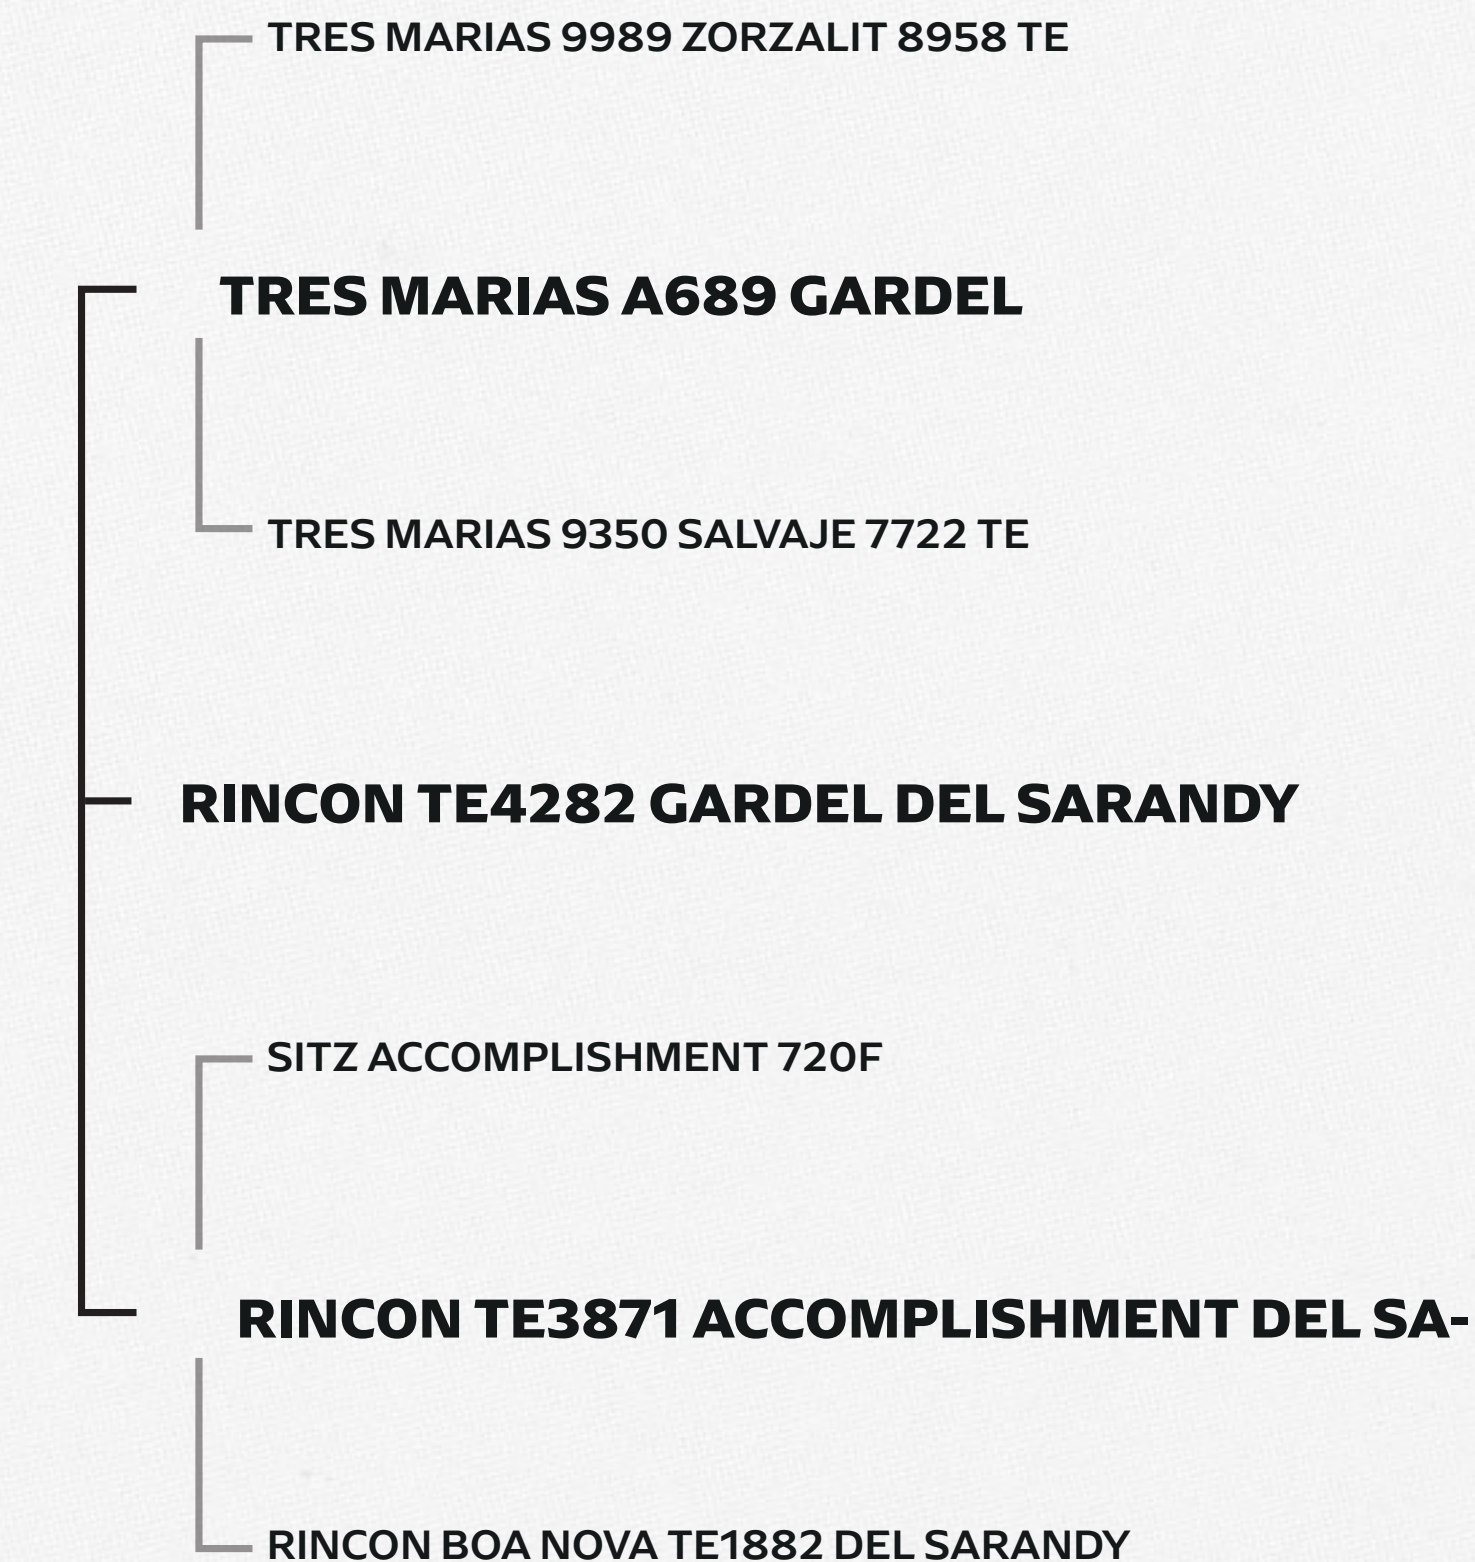 TRES MARIAS 9989 ZORZALIT 8958 TE
TRES MARIAS A689 GARDEL
TRES MARIAS 9350 SALVAJE 7722 TE
RINCON TE4282 GARDEL DEL SARANDY
SITZ ACCOMPLISHMENT 720F
RINCON TE3871 ACCOMPLISHMENT DEL SA-
RINCON BOA NOVA TE1882 DEL SARANDY